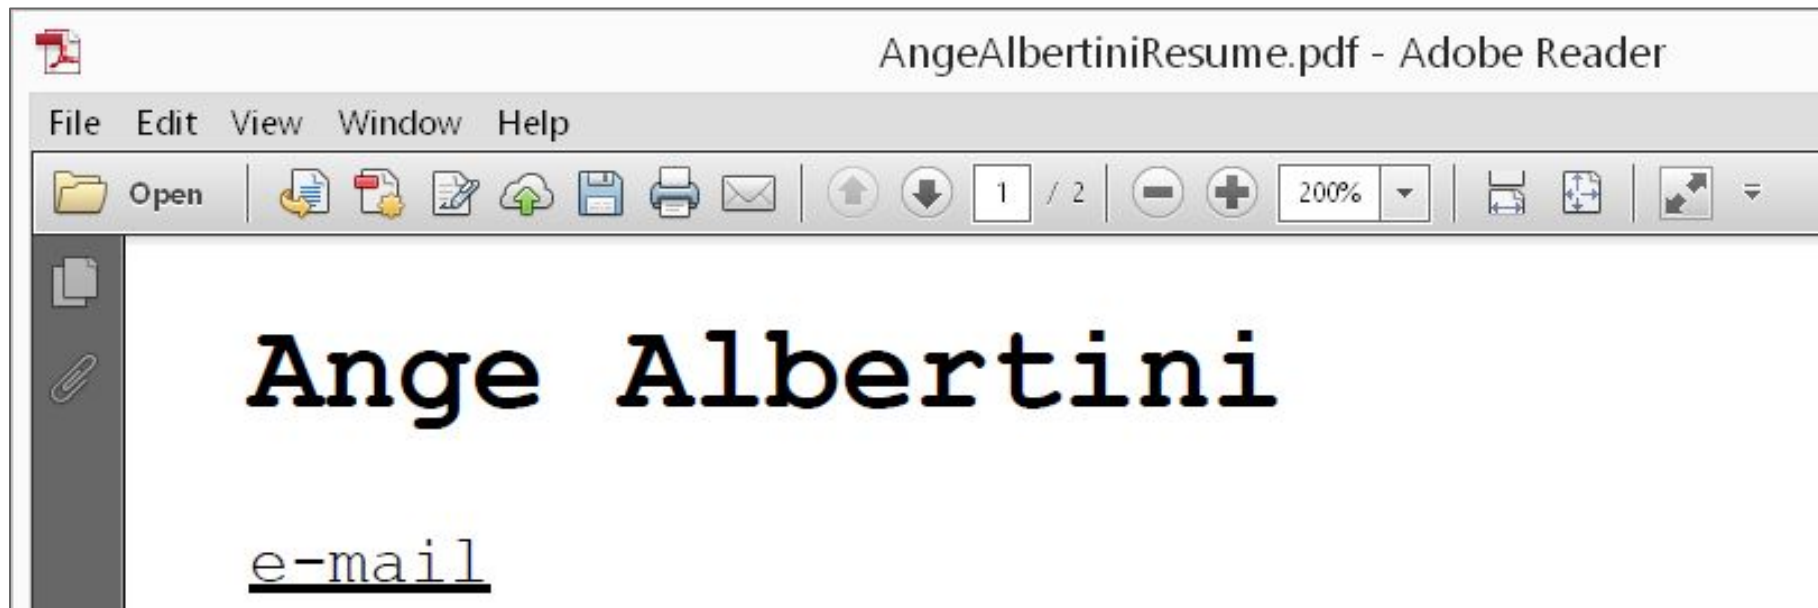 AngeAlbertiniResume.pdf - Adobe Reader
File Edit View Window Help
Open 1 / 2 200%
Ange Albertini
e-mail